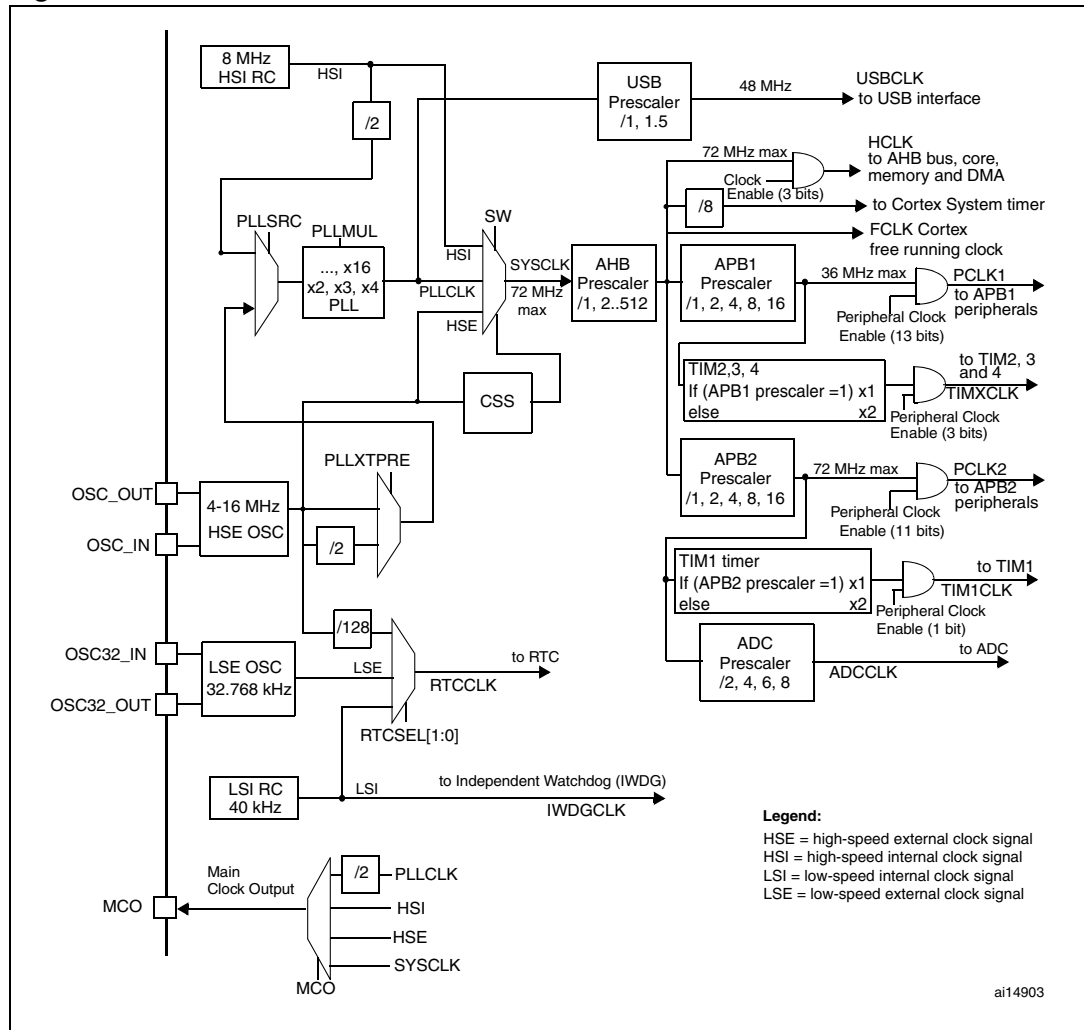 8 MHz
HSI RC
HSI
/2
USB
Prescaler
/1, 1.5
48 MHz
USBCLK
to USB interface
72 MHz max
Clock
Enable (3 bits)
HCLK
to AHB bus, core,
memory and DMA
/8
to Cortex System timer
FCLK Cortex
free running clock
PLLSRC
PLLMUL
..., x16
x2, x3, x4
PLL
SW
HSI
PLLCLK
HSE
SYSCLK
72 MHz
max
AHB
Prescaler
/1, 2..512
APB1
Prescaler
/1, 2, 4, 8, 16
36 MHz max
PCLK1
to APB1
peripherals
Peripheral Clock
Enable (13 bits)
TIM2,3, 4
If (APB1 prescaler =1) x1
else x2
to TIM2, 3
and 4
TIMXCLK
Peripheral Clock
Enable (3 bits)
CSS
APB2
Prescaler
/1, 2, 4, 8, 16
72 MHz max
PCLK2
to APB2
peripherals
Peripheral Clock
Enable (11 bits)
PLLXTPRE
OSC_OUT
OSC_IN
4-16 MHz
HSE OSC
/2
TIM1 timer
If (APB2 prescaler =1) x1
else x2
to TIM1
TIM1CLK
Peripheral Clock
Enable (1 bit)
ADC
Prescaler
/2, 4, 6, 8
to ADC
ADCCLK
/128
OSC32_IN
OSC32_OUT
LSE OSC
32.768 kHz
LSE
to RTC
RTCCLK
RTCSEL[1:0]
LSI RC
40 kHz
LSI
to Independent Watchdog (IWDG)
IWDGCLK
Legend:
HSE = high-speed external clock signal
HSI = high-speed internal clock signal
LSI = low-speed internal clock signal
LSE = low-speed external clock signal
Main
Clock Output
MCO
/2
PLLCLK
HSI
HSE
SYSCLK
MCO
ai14903